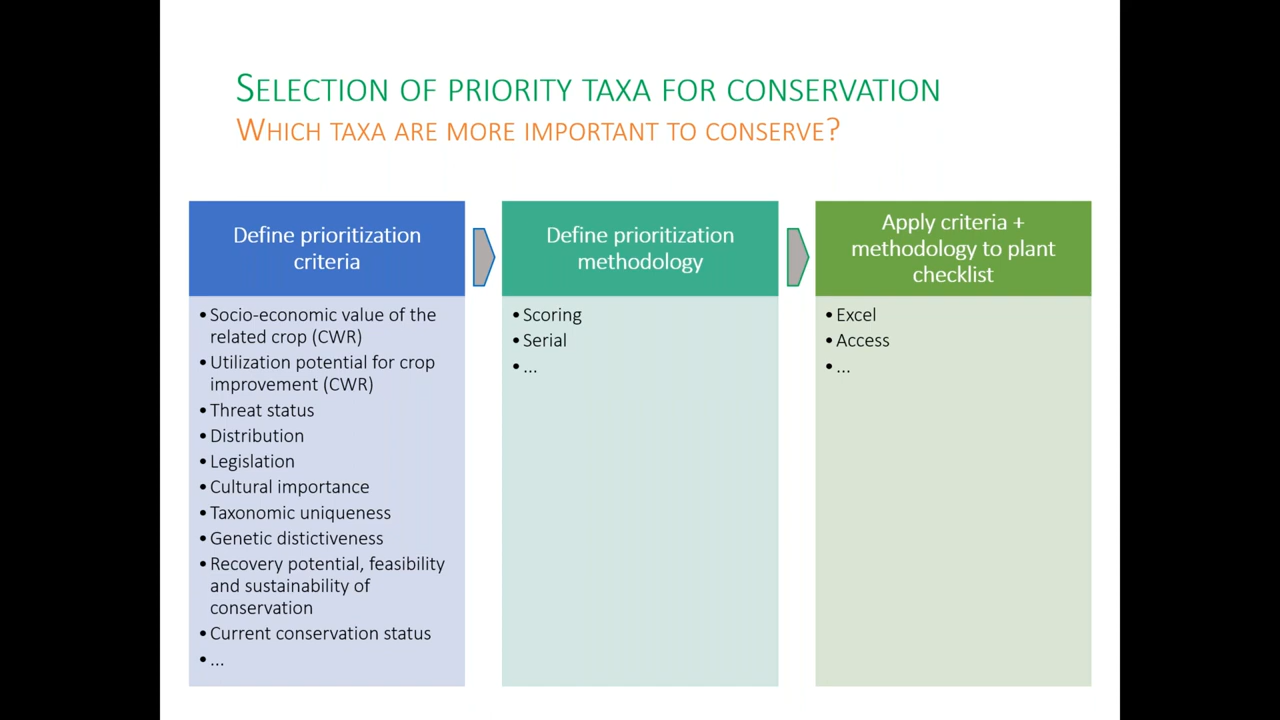 SELECTION OF PRIORITY TAXA FOR CONSERVATION
WHICH TAXA ARE MORE IMPORTANT TO CONSERVE?
Define prioritization
criteria
• Socio-economic value of the
related crop (CWR)
• Utilization potential for crop
improvement (CWR)
• Threat status
• Distribution
• Legislation
• Cultural importance
• Taxonomic uniqueness
• Genetic distictiveness
• Recovery potential, feasibility
and sustainability of
conservation
• Current conservation status
• ...
Define prioritization
methodology
• Scoring
• Serial
• ...
Apply criteria +
methodology to plant
checklist
• Excel
• Access
• ...